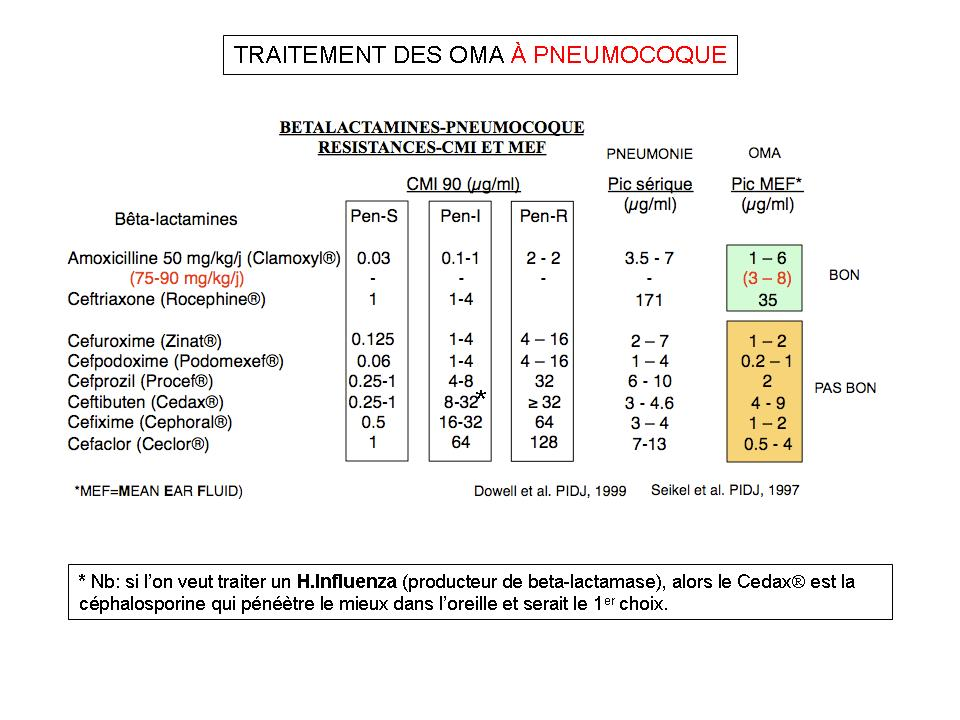 TRAITEMENT DES OMA À PNEUMOCOQUE
BETALACTAMINES-PNEUMOCOQUE
RESISTANCES-CMI ET MEF
PNEUMONIE OMA
CMI 90 (µg/ml) Pic sérique Pic MEF*
(µg/ml) (µg/ml)
Bêta-lactamines Pen-S Pen-I Pen-R
Amoxicilline 50 mg/kg/j (Clamoxyl®) 0.03 0.1-1 2 - 2 3.5 - 7 1 – 6
(75-90 mg/kg/j) - - - - (3 – 8) BON
Ceftriaxone (Rocephine®) 1 1-4 171 35
Cefuroxime (Zinat®) 0.125 1-4 4 – 16 2 – 7 1 – 2
Cefpodoxime (Podomexef®) 0.06 1-4 4 – 16 1 – 4 0.2 – 1
Cefprozil (Procef®) 0.25-1 4-8 32 6 - 10 2 PAS BON
Ceftibuten (Cedax®) 0.25-1 8-32* ≥ 32 3 - 4.6 4 - 9
Cefixime (Cephoral®) 0.5 16-32 64 3 – 4 1 – 2
Cefaclor (Ceclor®) 1 64 128 7-13 0.5 - 4
*MEF=MEAN EAR FLUID) Dowell et al. PIDJ, 1999 Seikel et al. PIDJ, 1997
* Nb: si l'on veut traiter un H.Influenza (producteur de beta-lactamase), alors le Cedax® est la
céphalosporine qui pénéètre le mieux dans l'oreille et serait le 1er choix.